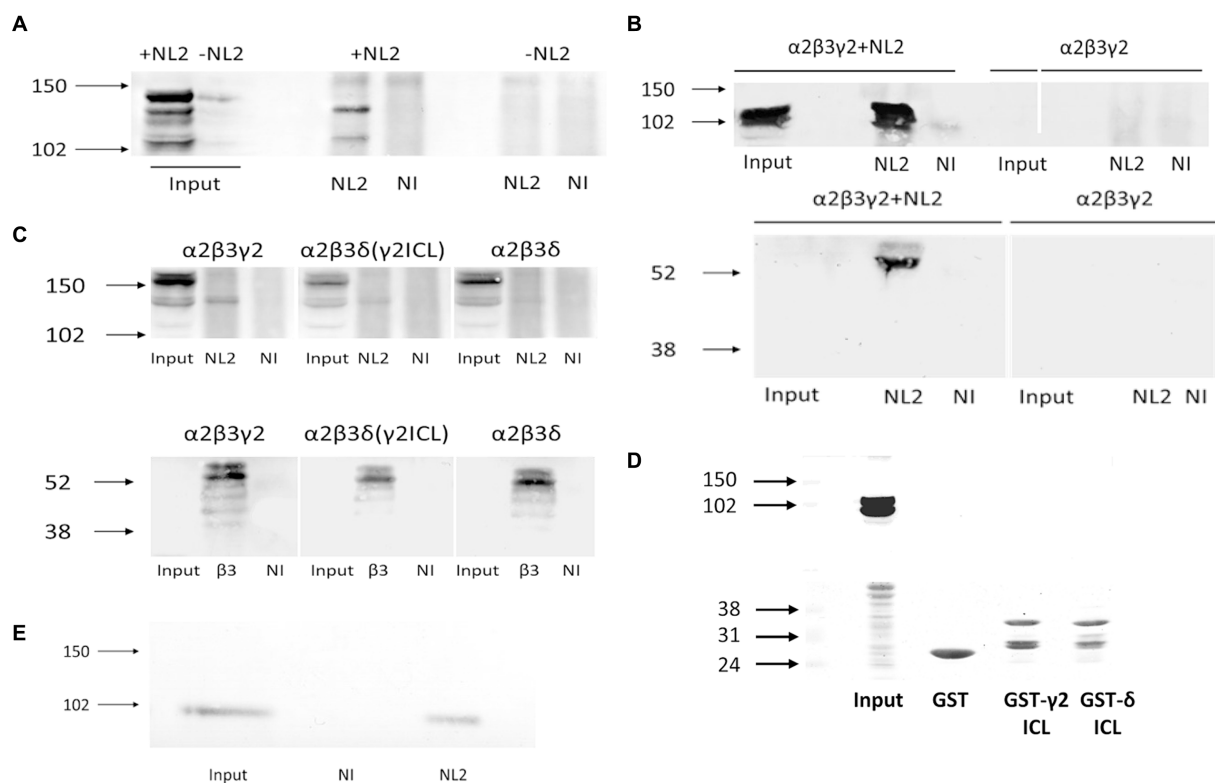 A
+NL2 -NL2 +NL2 -NL2
150
102
Input NL2 NI NL2 NI
B
α2β3γ2+NL2 α2β3γ2
150
102
Input NL2 NI Input NL2 NI
α2β3γ2+NL2 α2β3γ2
52
38
Input NL2 NI Input NL2 NI
C
α2β3γ2 α2β3δ(γ2ICL) α2β3δ
150
102
Input NL2 NI Input NL2 NI Input NL2 NI
α2β3γ2 α2β3δ(γ2ICL) α2β3δ
52
38
Input β3 NI Input β3 NI Input β3 NI
D
150
102
38
31
24
Input GST GST-γ2 GST-δ
ICL ICL
E
150
102
Input NI NL2